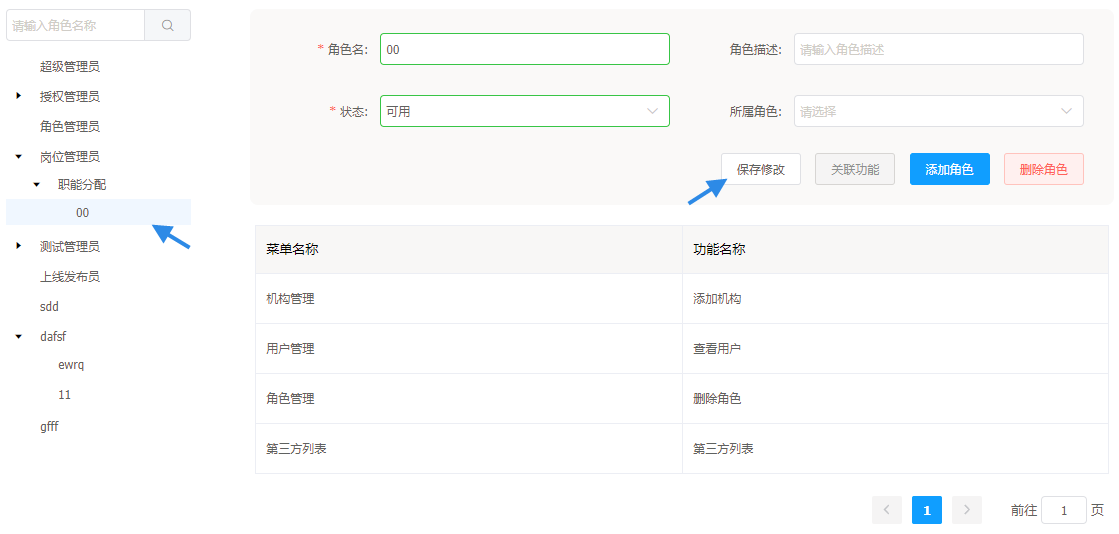 请输入角色名称
超级管理员
授权管理员
角色管理员
岗位管理员
职能分配
00
测试管理员
上线发布员
sdd
dafsf
ewrq
11
gfff
* 角色名: 00 角色描述: 请输入角色描述
* 状态: 可用 所属角色: 请选择
保存修改 关联功能 添加角色 删除角色
菜单名称 功能名称
机构管理 添加机构
用户管理 查看用户
角色管理 删除角色
第三方列表 第三方列表
1 前往 1 页